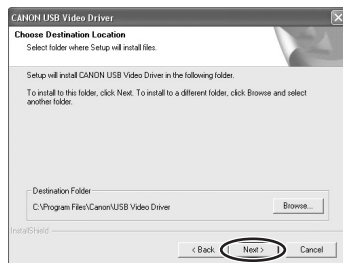 CANON USB Video Driver
Choose Destination Location
Select folder where Setup will install files.
Setup will install CANON USB Video Driver in the following folder.
To install to this folder, click Next. To install to a different folder, click Browse and select
another folder.
Destination Folder
C:\Program Files\Canon\USB Video Driver
Browse...
InstallShield
< Back
Next >
Cancel